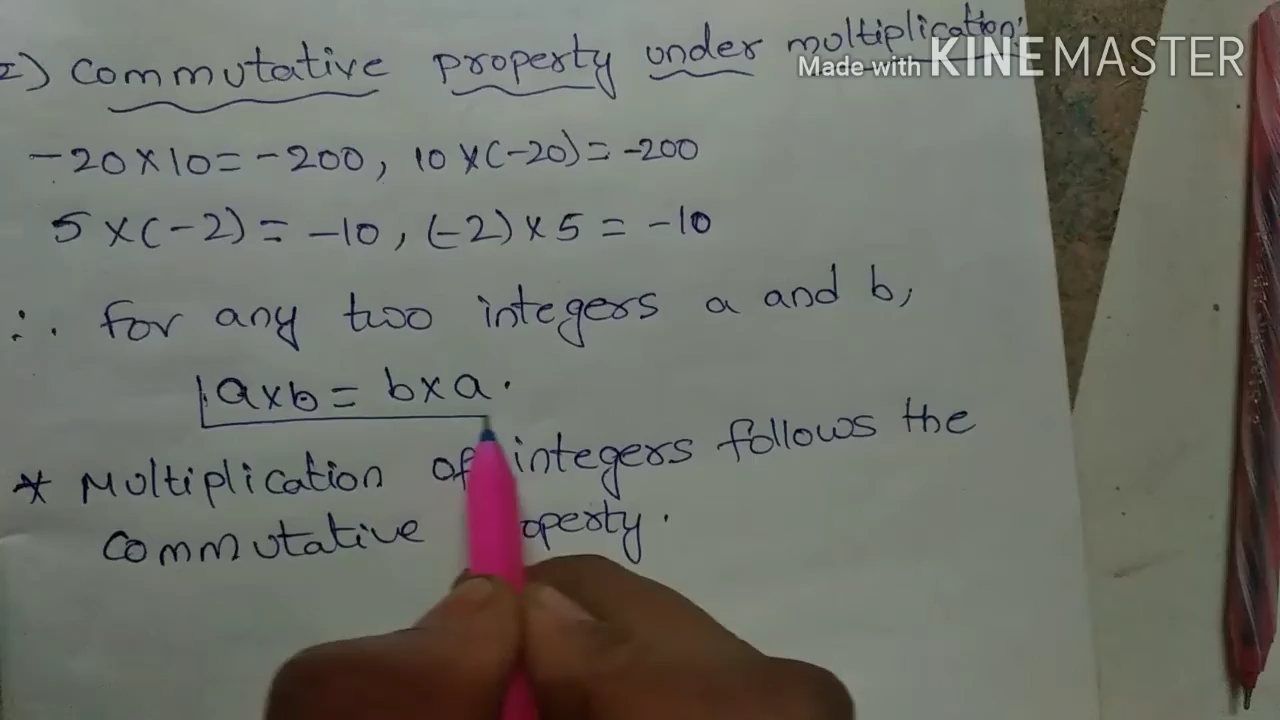 2) Commutative property under multiplication:
Made with KINEMASTER
-20×10=-200, 10×(-20)=-200
5×(-2)=-10, (-2)×5=-10
∴ for any two integers a and b,
a×b=b×a.
* Multiplication of integers follows the
commutative operty.